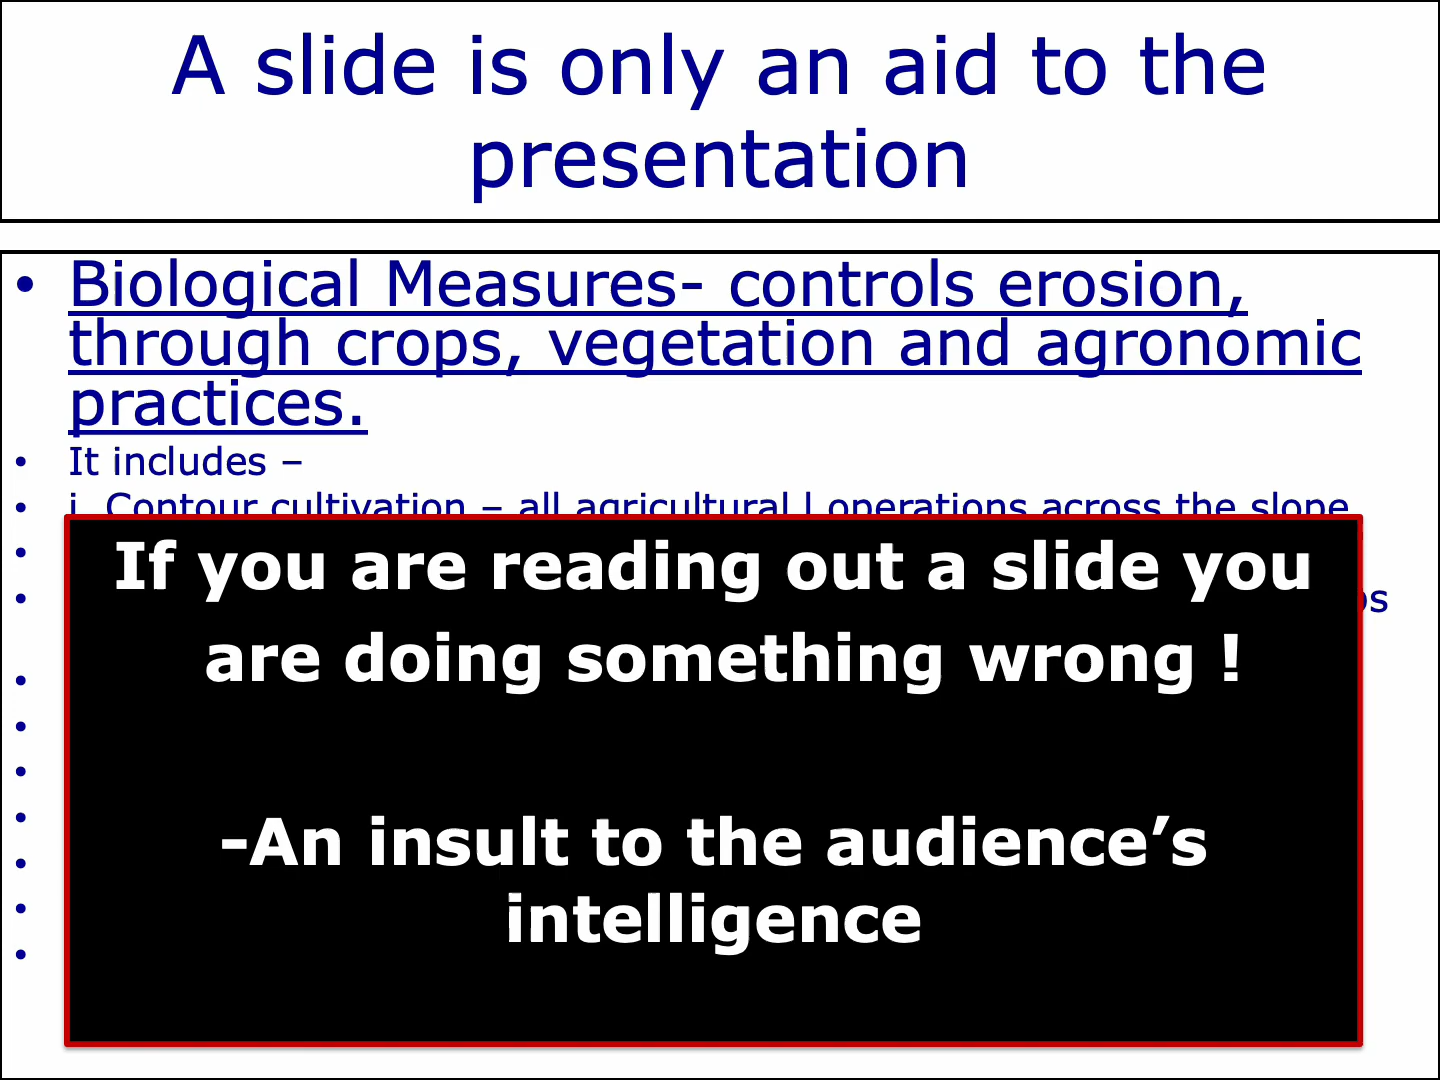 A slide is only an aid to the
presentation
• Biological Measures- controls erosion,
through crops, vegetation and agronomic
practices.
• It includes –
• i. Contour cultivation – all agricultural l operations across the slope
•
•
•
•
•
•
•
•
•
If you are reading out a slide you
are doing something wrong !
-An insult to the audience’s
intelligence